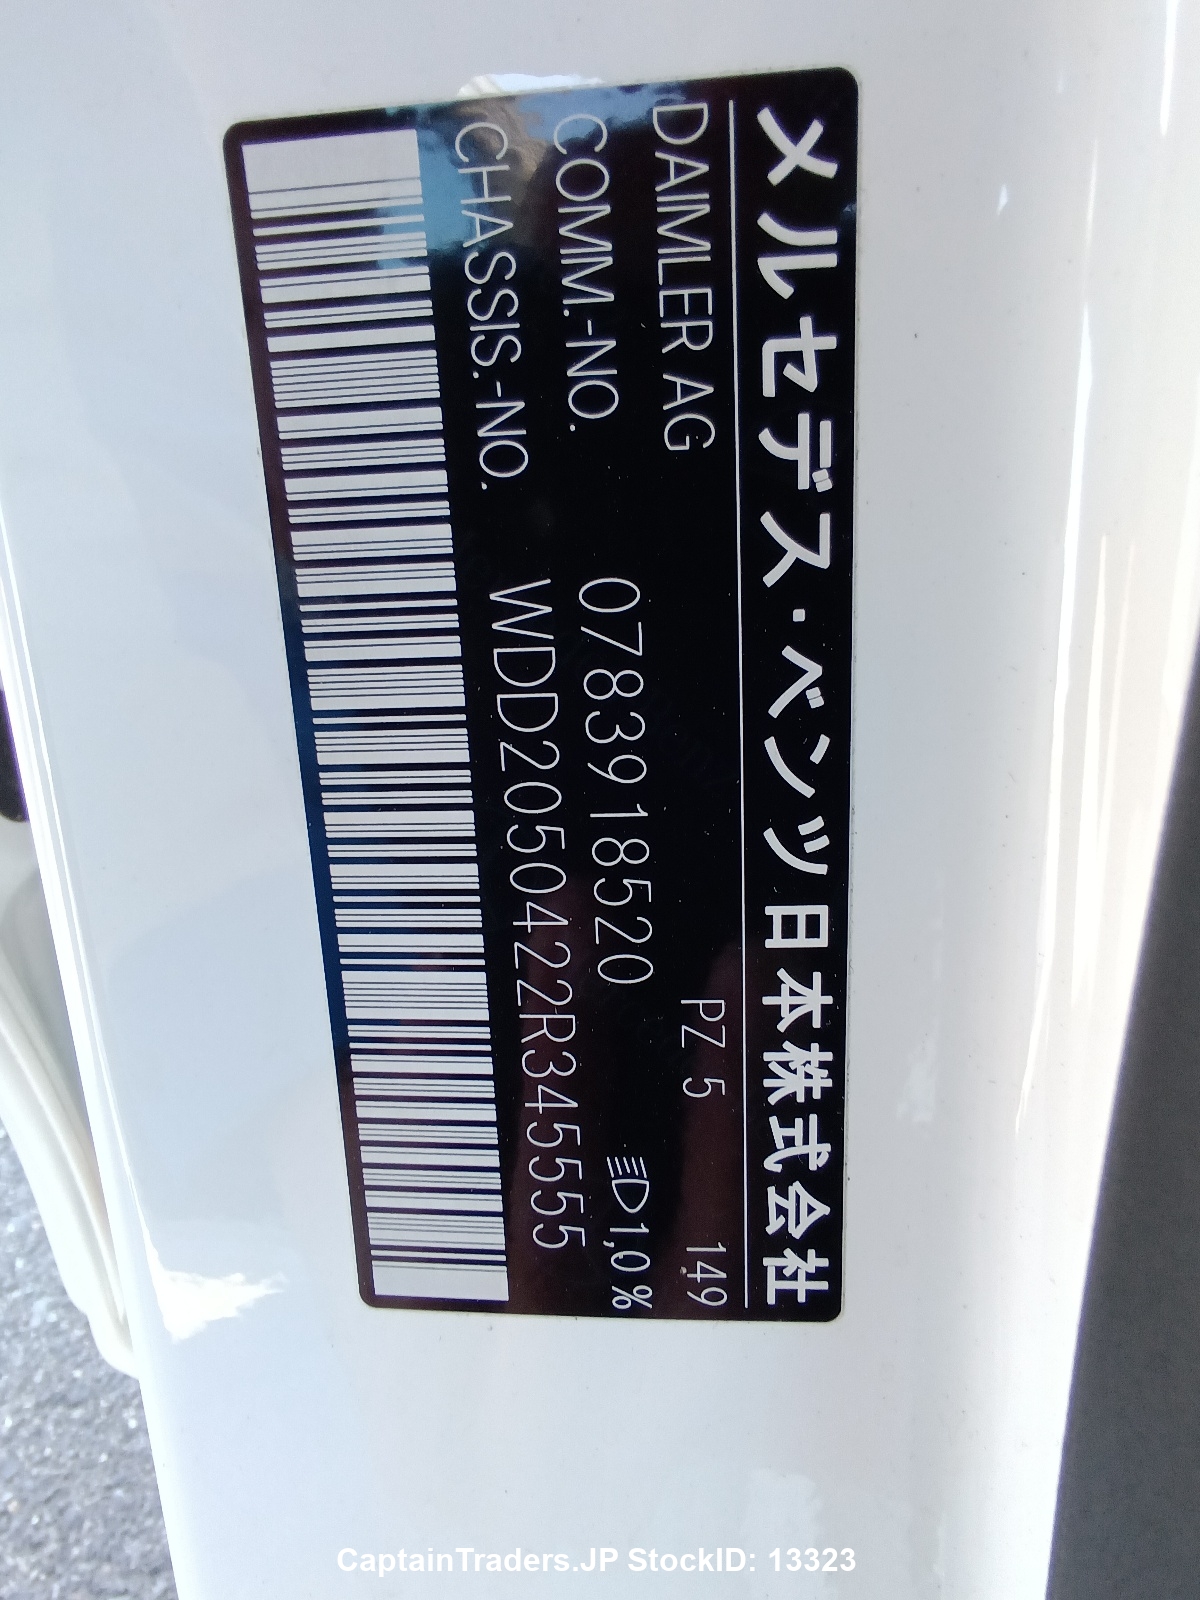 メルセデス・ベンツ日本株式会社
DAIMLER AG PZ 5 149
COMM.-NO. 0783918520 1,0%
CHASSIS.-NO. WDD2050422R345555
CaptainTraders.JP StockID: 13323